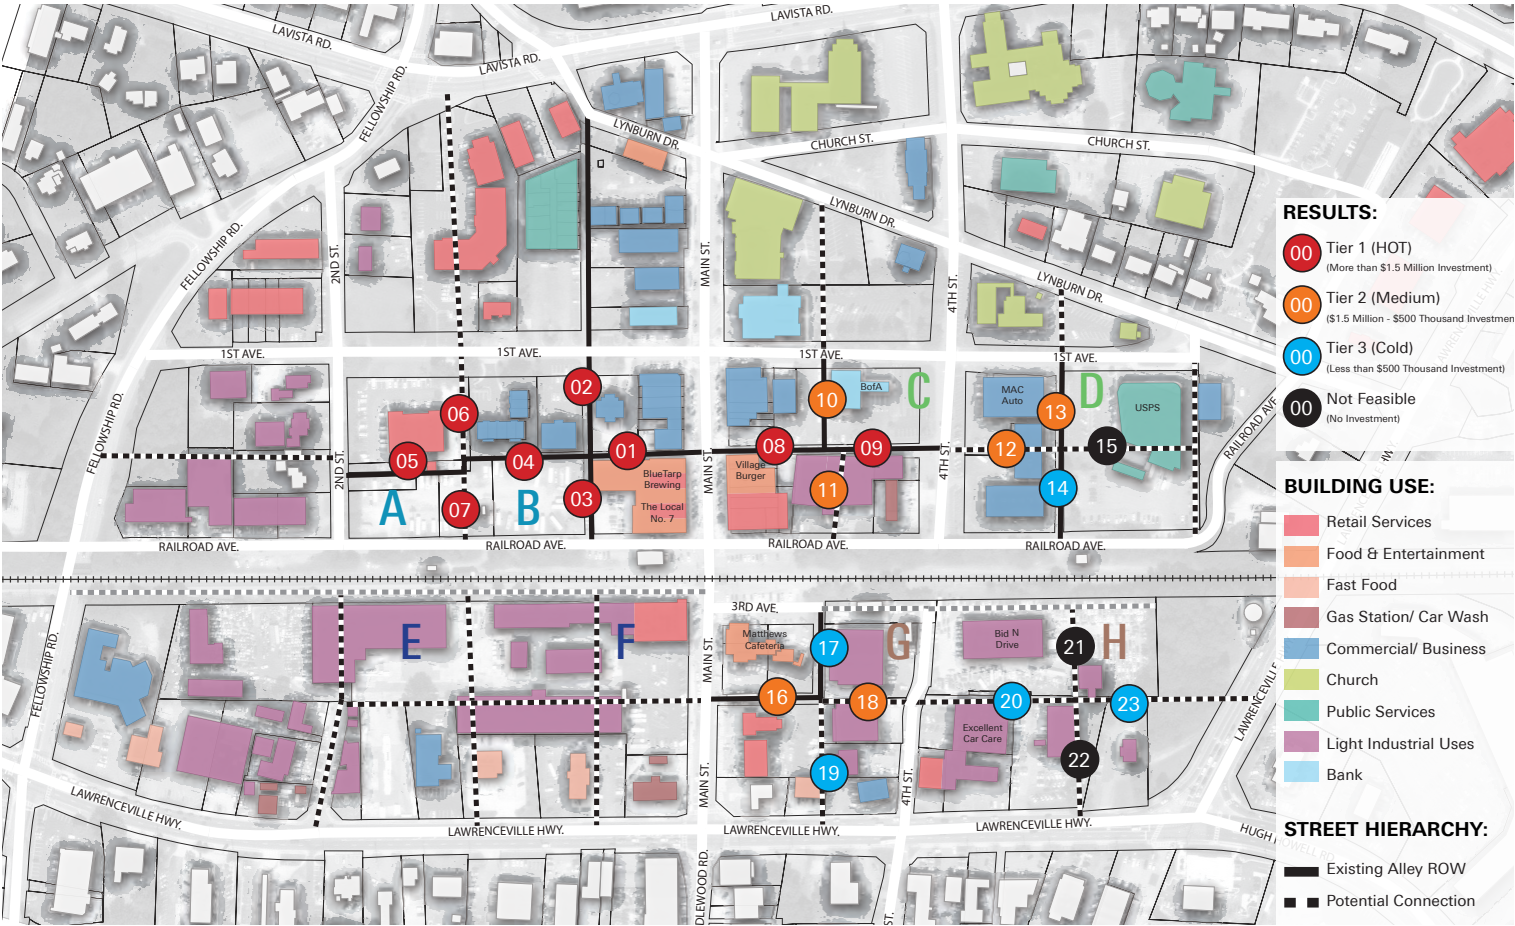 LAVISTA RD.
LAVISTA RD.
LAVISTA RD.
FELLOWSHIP RD.
LYNBURN DR.
CHURCH ST.
CHURCH ST.
FELLOWSHIP RD.
2ND ST.
MAIN ST.
LYNBURN DR.
4TH ST.
LYNBURN DR.
1ST AVE.
1ST AVE.
1ST AVE.
1ST AVE.
FELLOWSHIP RD.
2ND ST.
MAIN ST.
4TH ST.
RAILROAD AVE.
02
06
01
05
04
03
07
A
B
BlueTarp
Brewing
The Local
No. 7
10
BofA
C
08
09
11
Village
Burger
MAC
Auto
13
D
USPS
12
15
14
RAILROAD AVE.
RAILROAD AVE.
RAILROAD AVE.
RAILROAD AVE.
3RD AVE.
FELLOWSHIP RD.
E
F
MAIN ST.
Matthews
Cafeteria
17
G
16
18
19
Bid N
Drive
21
H
20
23
Excellent
Car Care
22
MAIN ST.
4TH ST.
LAWRENCEVILLE
LAWRENCEVILLE HWY.
LAWRENCEVILLE HWY.
LAWRENCEVILLE HWY.
LAWRENCEVILLE HWY.
HUGH HOWELL RD.
DLEWOOD RD.
ST.
RESULTS:
00 Tier 1 (HOT)
(More than $1.5 Million Investment)
00 Tier 2 (Medium)
($1.5 Million - $500 Thousand Investmen
00 Tier 3 (Cold)
(Less than $500 Thousand Investment)
00 Not Feasible
(No Investment)
BUILDING USE:
Retail Services
Food & Entertainment
Fast Food
Gas Station/ Car Wash
Commercial/ Business
Church
Public Services
Light Industrial Uses
Bank
STREET HIERARCHY:
Existing Alley ROW
Potential Connection